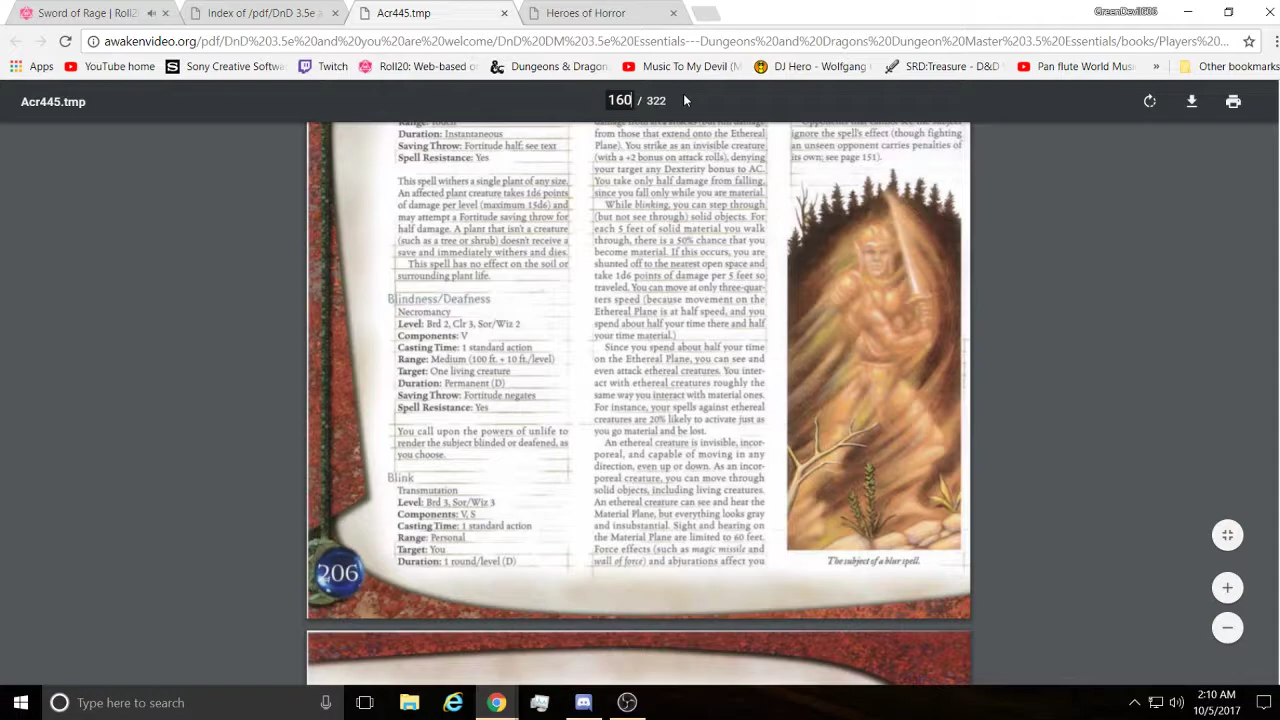 Sword of Rage | Roll2
Index of /pdf/DnD 3.5e a
Acr445.tmp
Heroes of Horror
GreenDevil606
awakenvideo.org/pdf/DnD%203.5e%20and%20you%20are%20welcome/DnD%20DM%203.5e%20Essentials---Dungeons%20and%20Dragons%20Dungeon%20Master%203.5%20Essentials/books/Players%2...
Apps
YouTube home
Sony Creative Softwa
Twitch
Roll20: Web-based o
Dungeons & Dragon
Music To My Devil (M
DJ Hero - Wolfgang
SRD:Treasure - D&D
Pan flute World Musi
»
Other bookmarks
Acr445.tmp
160 / 322
Range: Touch
Duration: Instantaneous
Saving Throw: Fortitude half; see text
Spell Resistance: Yes
This spell withers a single plant of any size.
An affected plant creature takes 1d6 points
of damage per level (maximum 15d6) and
may attempt a Fortitude saving throw for
half damage. A plant that isn't a creature
(such as a tree or shrub) doesn't receive a
save and immediately withers and dies.
This spell has no effect on the soil or
surrounding plant life.
Blindness/Deafness
Necromancy
Level: Brd 2, Clr 3, Sor/Wiz 2
Components: V
Casting Time: 1 standard action
Range: Medium (100 ft. + 10 ft./level)
Target: One living creature
Duration: Permanent (D)
Saving Throw: Fortitude negates
Spell Resistance: Yes
You call upon the powers of unlife to
render the subject blinded or deafened, as
you choose.
Blink
Transmutation
Level: Brd 3, Sor/Wiz 3
Components: V, S
Casting Time: 1 standard action
Range: Personal
Target: You
Duration: 1 round/level (D)
206
damage from area attacks (but full damage
from those that extend onto the Ethereal
Plane). You strike as an invisible creature
(with a +2 bonus on attack rolls), denying
your target any Dexterity bonus to AC.
You take only half damage from falling,
since you fall only while you are material.
While blinking, you can step through
(but not see through) solid objects. For
each 5 feet of solid material you walk
through, there is a 50% chance that you
become material. If this occurs, you are
shunted off to the nearest open space and
take 1d6 points of damage per 5 feet so
traveled. You can move at only three-quar-
ters speed (because movement on the
Ethereal Plane is at half speed, and you
spend about half your time there and half
your time material.)
Since you spend about half your time
on the Ethereal Plane, you can see and
even attack ethereal creatures. You inter-
act with ethereal creatures roughly the
same way you interact with material ones.
For instance, your spells against ethereal
creatures are 20% likely to activate just as
you go material and be lost.
An ethereal creature is invisible, incor-
poreal, and capable of moving in any
direction, even up or down. As an incor-
poreal creature, you can move through
solid objects, including living creatures.
An ethereal creature can see and hear the
Material Plane, but everything looks gray
and insubstantial. Sight and hearing on
the Material Plane are limited to 60 feet.
Force effects (such as magic missile and
wall of force) and abjurations affect you
Opponents that cannot see the subject
ignore the spell's effect (though fighting
an unseen opponent carries penalties of
its own; see page 151).
The subject of a blur spell.
Type here to search
2:10 AM
10/5/2017